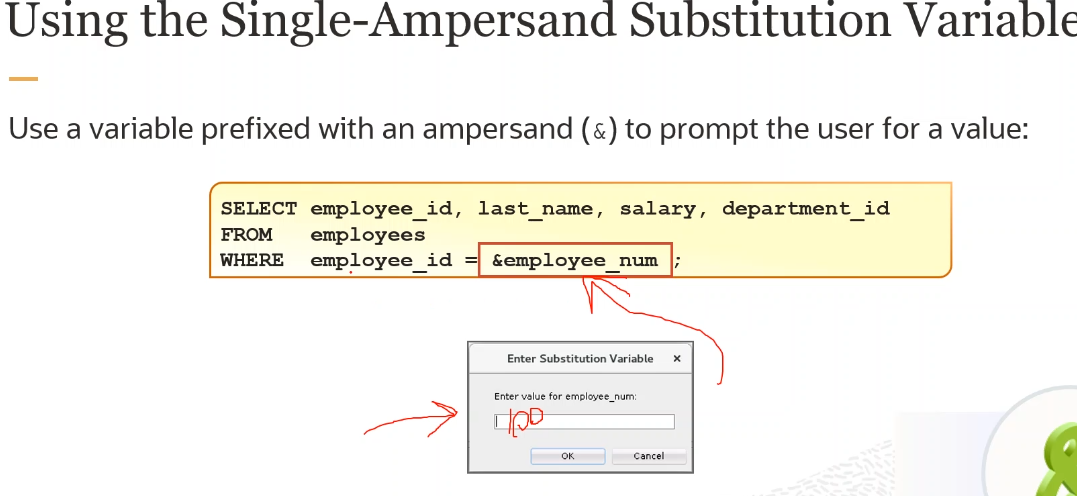 Using the Single-Ampersand Substitution Variable
Use a variable prefixed with an ampersand (&) to prompt the user for a value:
SELECT employee_id, last_name, salary, department_id
FROM employees
WHERE employee_id = &employee_num ;
Enter Substitution Variable ×
Enter value for employee_num:
100
OK Cancel